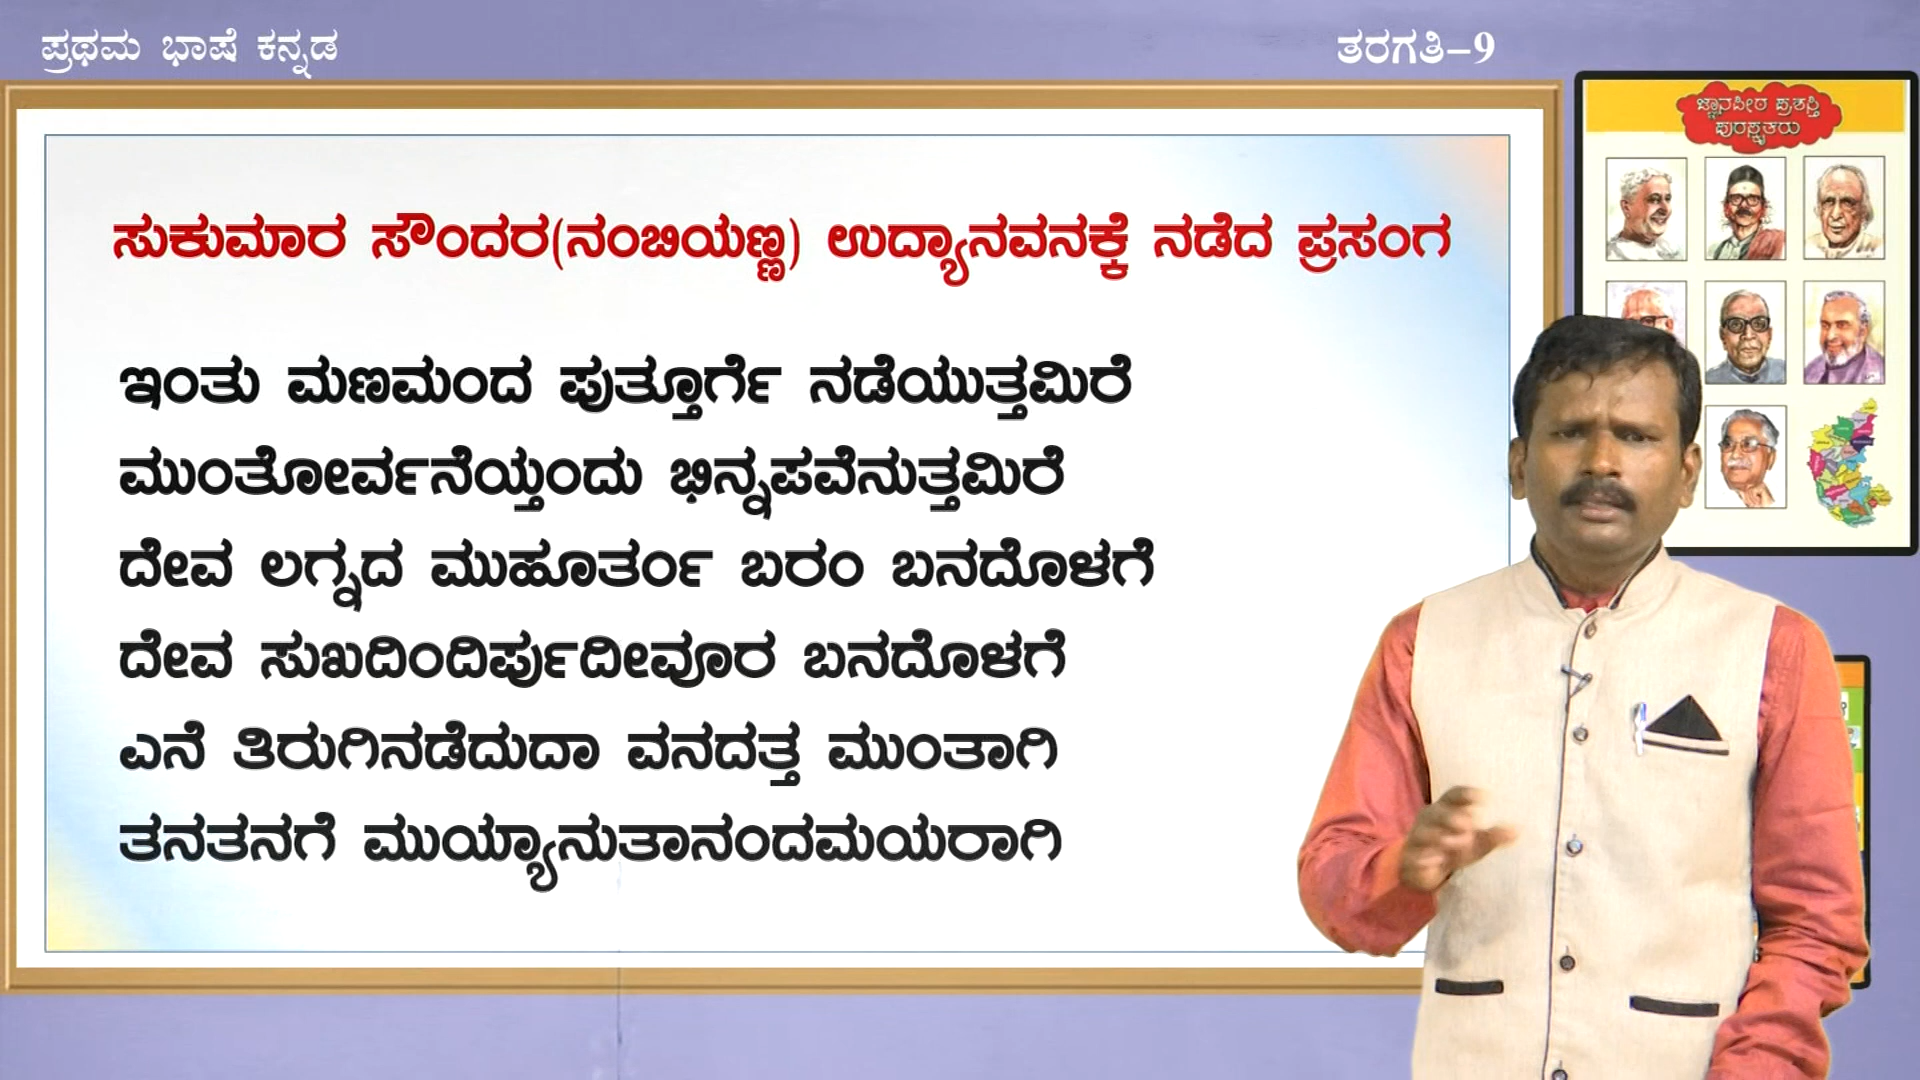 ಪ್ರಥಮ ಭಾಷೆ ಕನ್ನಡ
ತರಗತಿ–9
ಜ್ಞಾನಪೀಠ ಪ್ರಶಸ್ತಿ
ಪುರಸ್ಕೃತರು
ಸುಕುಮಾರ ಸೌಂದರ(ನಂಬಿಯಣ್ಣ) ಉದ್ಯಾನವನಕ್ಕೆ ನಡೆದ ಪ್ರಸಂಗ
ಇಂತು ಮಣಮಂದ ಪುತ್ತೂರ್ಗೆ ನಡೆಯುತ್ತಮಿರೆ
ಮುಂತೋರ್ವನೆಯ್ತಂದು ಭಿನ್ನಪವೆನುತ್ತಮಿರೆ
ದೇವ ಲಗ್ನದ ಮುಹೂರ್ತಂ ಬರಂ ಬನದೊಳಗೆ
ದೇವ ಸುಖದಿಂದಿರ್ಪುದೀವೂರ ಬನದೊಳಗೆ
ಎನೆ ತಿರುಗಿನಡೆದುದಾ ವನದತ್ತ ಮುಂತಾಗಿ
ತನತನಗೆ ಮುಯ್ಯಾನುತಾನಂದಮಯರಾಗಿ